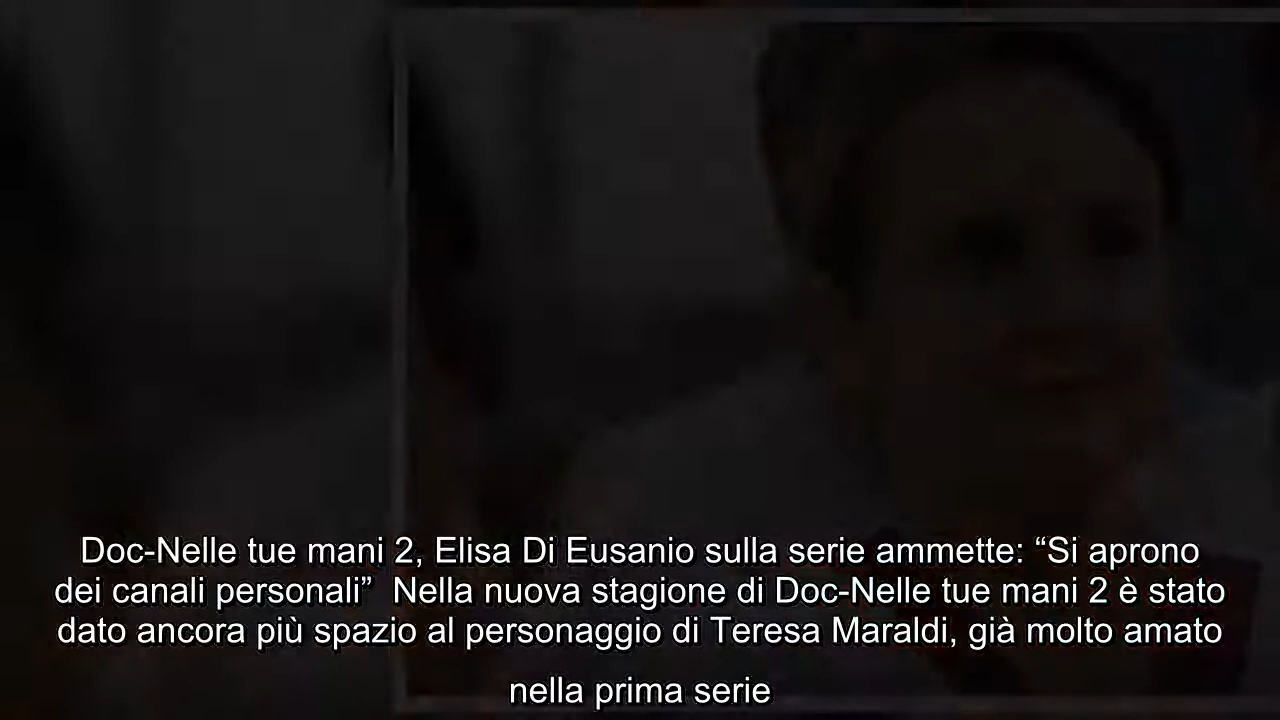 Doc-Nelle tue mani 2, Elisa Di Eusanio sulla serie ammette: “Si aprono
dei canali personali”  Nella nuova stagione di Doc-Nelle tue mani 2 è stato
dato ancora più spazio al personaggio di Teresa Maraldi, già molto amato
nella prima serie